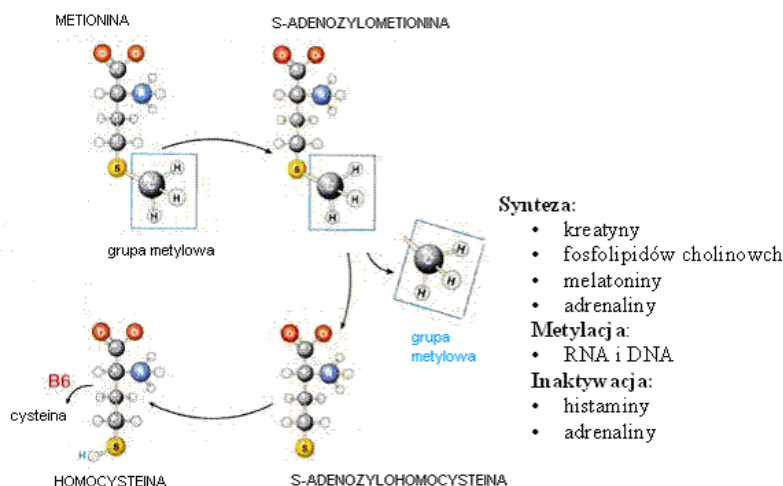 METIONINA
S-ADENOZYLOMETIONINA
O O
N
S
C
H
H
H
grupa metylowa
O O
N
S
C
H
H
H
H
H
H
grupa
metylowa
Synteza:
• kreatyny
• fosfolipidów cholinowch
• melatoniny
• adrenaliny
Metylacja:
• RNA i DNA
Inaktywacja:
• histaminy
• adrenaliny
O O
N
B6
cysteina
S
H
HOMOCYSTEINA
O O
N
S
S-ADENOZYLOHOMOCYSTEINA